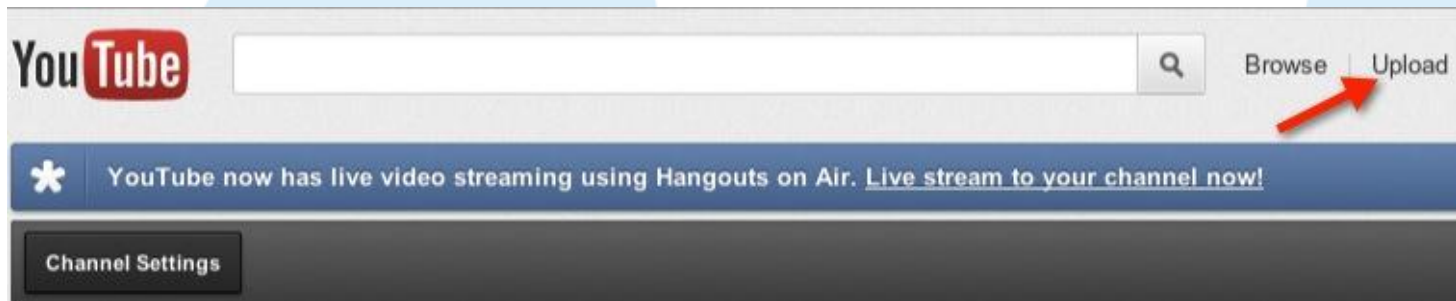 YouTube
Browse | Upload
YouTube now has live video streaming using Hangouts on Air. Live stream to your channel now!
Channel Settings